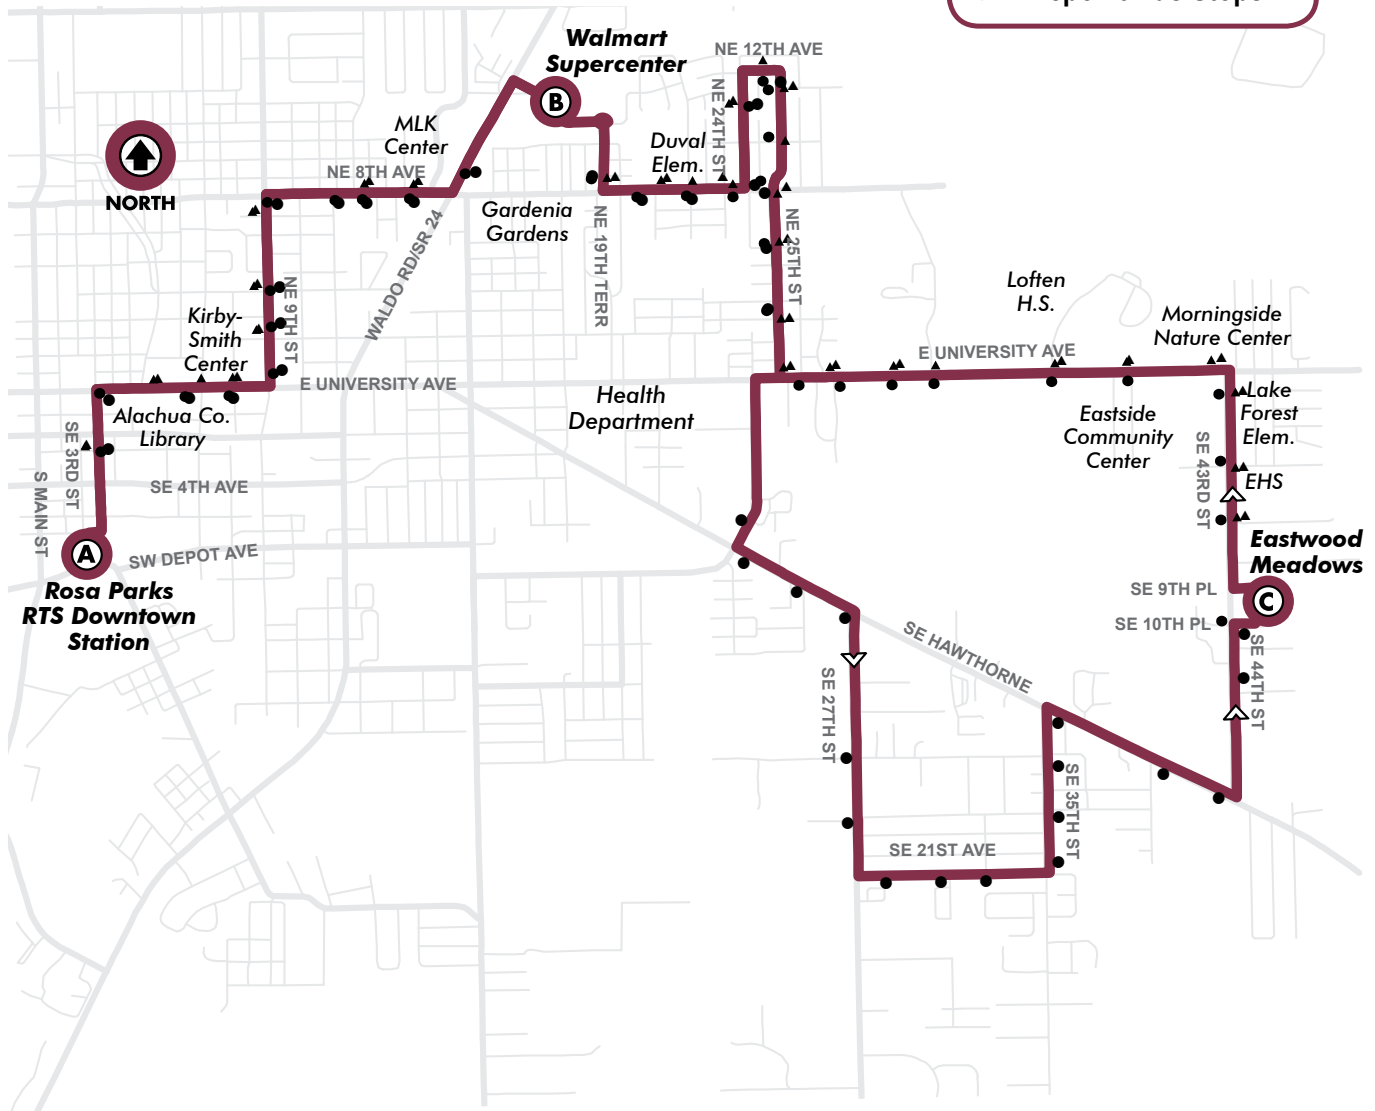 Walmart
Supercenter
B
NE 12TH AVE
NE 24TH ST
MLK
Center
Duval
Elem.
NE 8TH AVE
NORTH
Gardenia
Gardens
NE 19TH TERR
NE 25TH ST
WALDO RD/SR 24
NE 9TH ST
Kirby-
Smith
Center
Loften
H.S.
Morningside
Nature Center
E UNIVERSITY AVE
E UNIVERSITY AVE
Health
Department
Lake
Forest
Elem.
Alachua Co.
Library
Eastside
Community
Center
SE 3RD ST
S MAIN ST
SE 4TH AVE
SE 43RD ST
EHS
A
SW DEPOT AVE
Eastwood
Meadows
Rosa Parks
RTS Downtown
Station
SE 9TH PL
C
SE 10TH PL
SE HAWTHORNE
SE 44TH ST
SE 27TH ST
SE 35TH ST
SE 21ST AVE